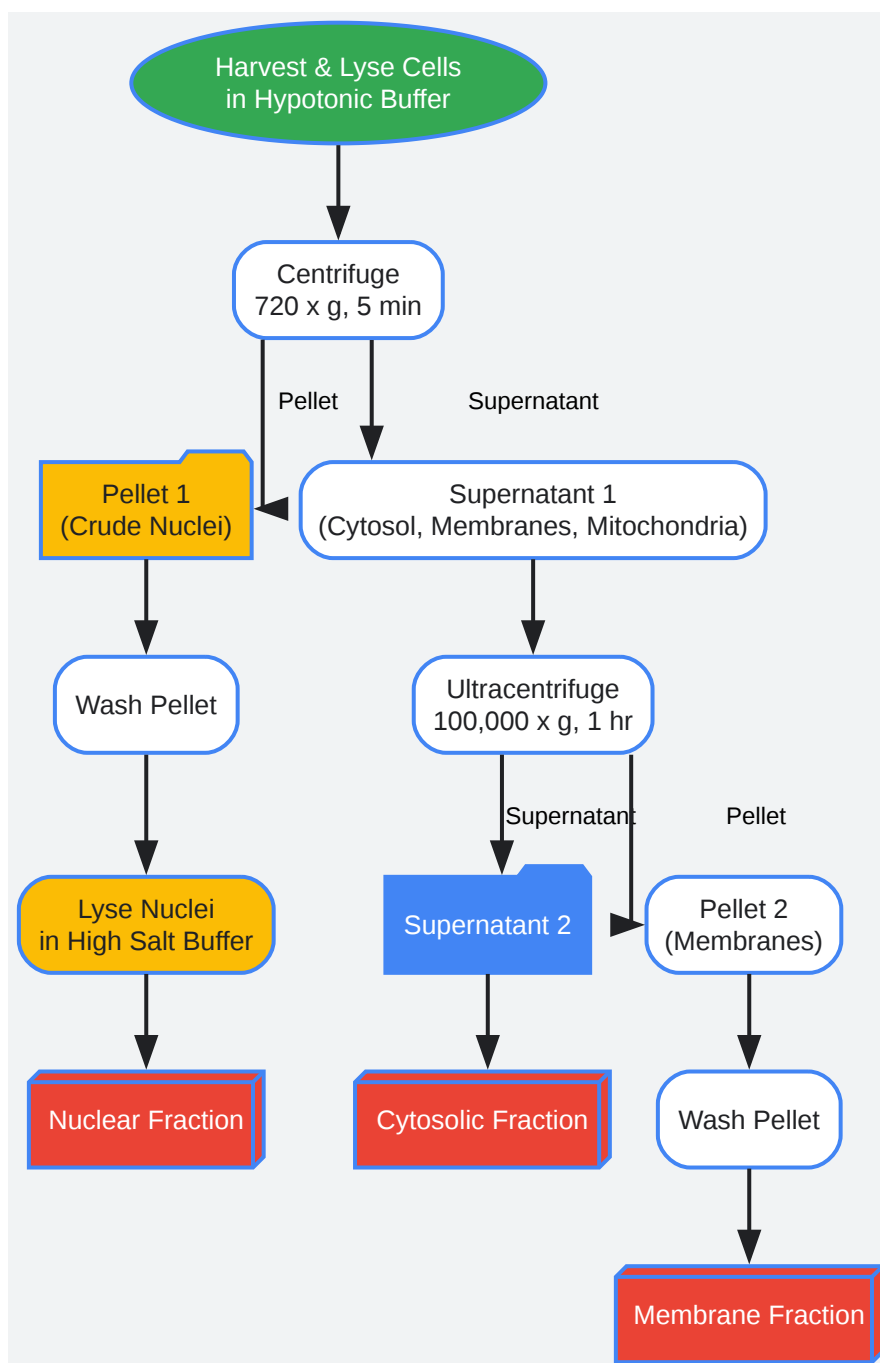 Harvest & Lyse Cells
in Hypotonic Buffer
Centrifuge
720 x g, 5 min
Pellet
Supernatant
Pellet 1
(Crude Nuclei)
Supernatant 1
(Cytosol, Membranes, Mitochondria)
Wash Pellet
Ultracentrifuge
100,000 x g, 1 hr
Supernatant
Pellet
Lyse Nuclei
in High Salt Buffer
Supernatant 2
Pellet 2
(Membranes)
Nuclear Fraction
Cytosolic Fraction
Wash Pellet
Membrane Fraction